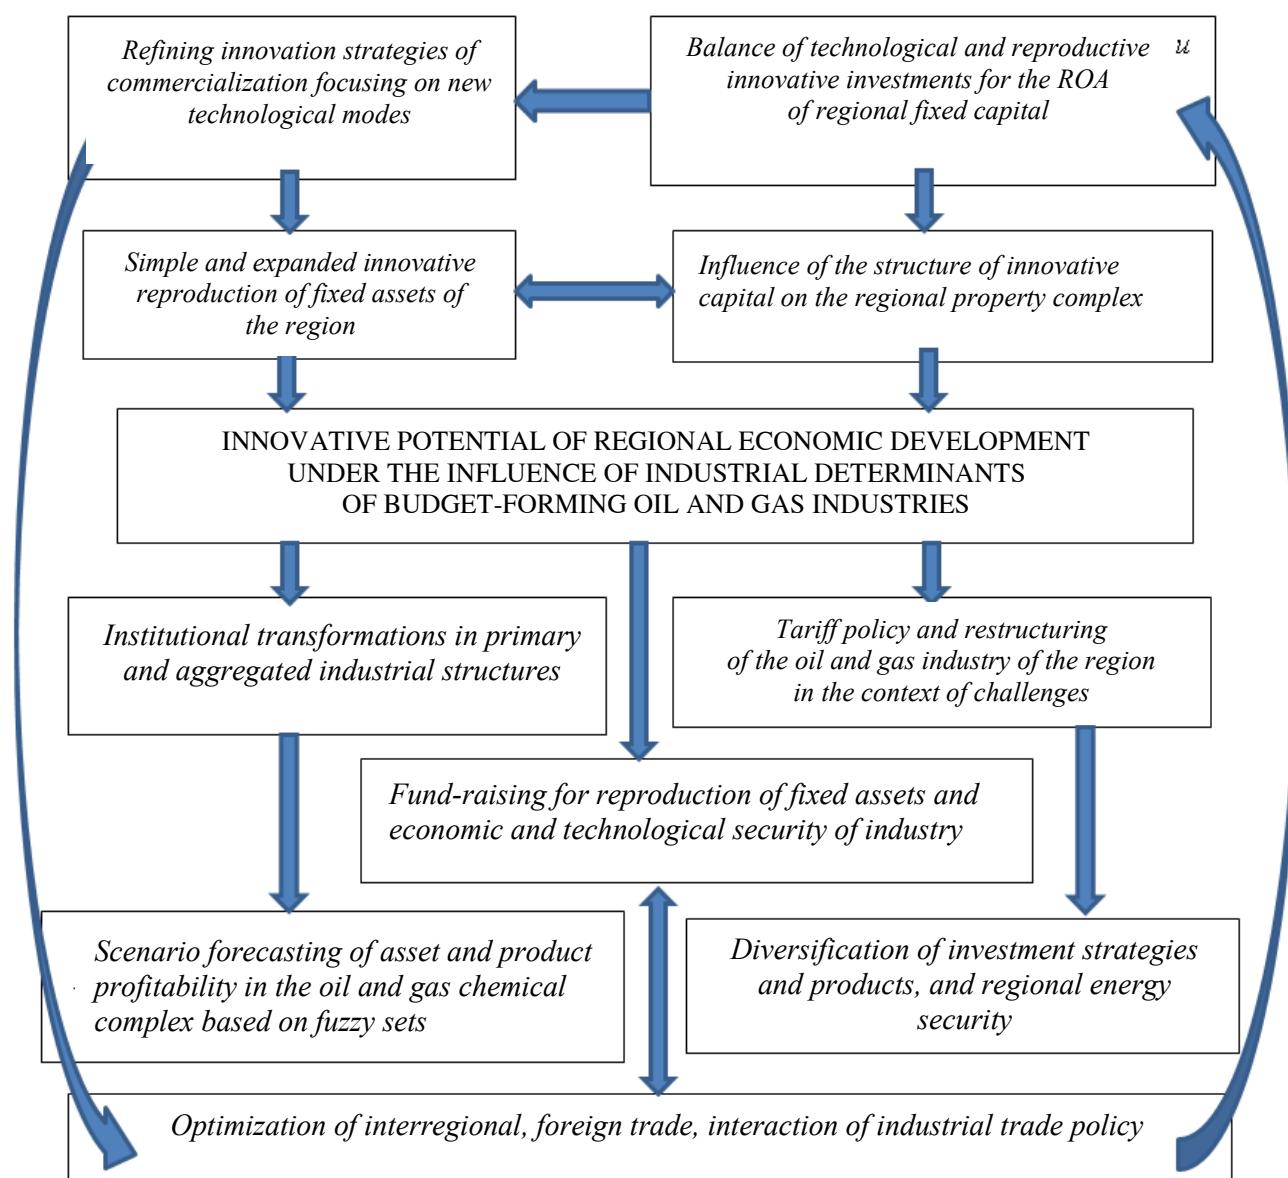 Refining innovation strategies of
commercialization focusing on new
technological modes
Balance of technological and reproductive и
innovative investments for the ROA
of regional fixed capital
Simple and expanded innovative
reproduction of fixed assets of
the region
Influence of the structure of innovative
capital on the regional property complex
INNOVATIVE POTENTIAL OF REGIONAL ECONOMIC DEVELOPMENT
UNDER THE INFLUENCE OF INDUSTRIAL DETERMINANTS
OF BUDGET-FORMING OIL AND GAS INDUSTRIES
Institutional transformations in primary
and aggregated industrial structures
Tariff policy and restructuring
of the oil and gas industry of the region
in the context of challenges
Fund-raising for reproduction of fixed assets and
economic and technological security of industry
Scenario forecasting of asset and product
profitability in the oil and gas chemical
complex based on fuzzy sets
Diversification of investment strategies
and products, and regional energy
security
Optimization of interregional, foreign trade, interaction of industrial trade policy